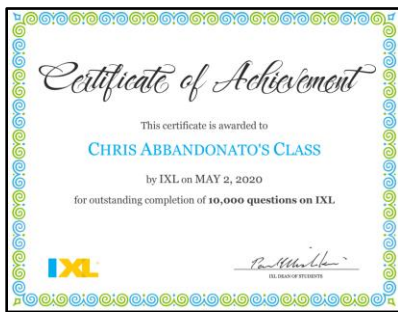 Certificate of Achievement
This certificate is awarded to
CHRIS ABBANDONATO'S CLASS
by IXL on MAY 2, 2020
for outstanding completion of 10,000 questions on IXL
IXL
IXL DEAN OF STUDENTS